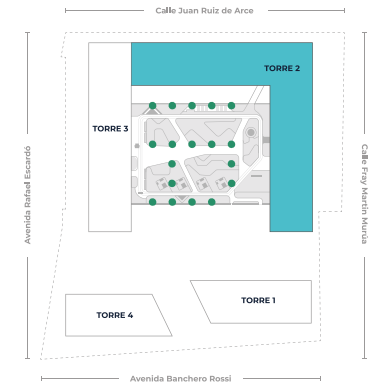 Calle Juan Ruiz de Arce
TORRE 2
TORRE 3
Avenida Rafael Escardó
Calle Fray Martín Murúa
TORRE 1
TORRE 4
Avenida Banchero Rossi